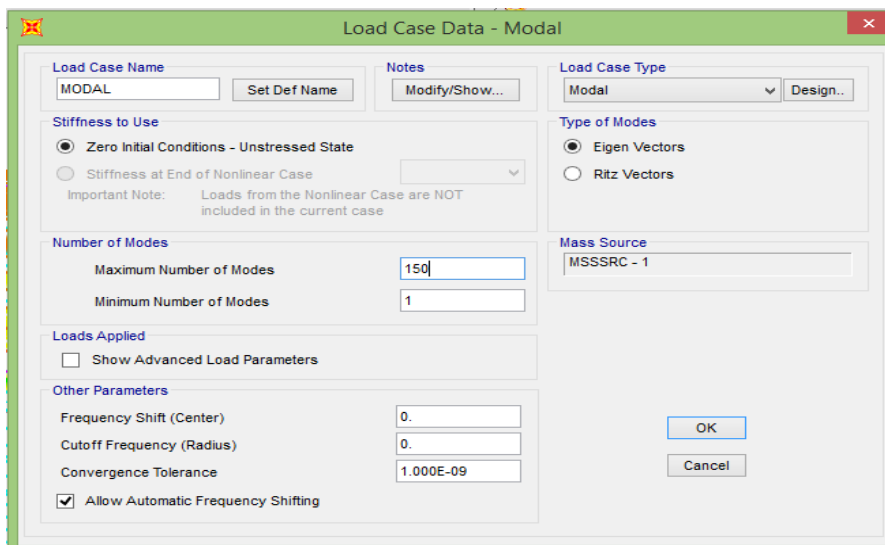 Load Case Data - Modal
Load Case Name
MODAL
Set Def Name
Notes
Modify/Show...
Load Case Type
Modal
Design..
Stiffness to Use
Zero Initial Conditions - Unstressed State
Stiffness at End of Nonlinear Case
Important Note: Loads from the Nonlinear Case are NOT
included in the current case
Type of Modes
Eigen Vectors
Ritz Vectors
Number of Modes
Maximum Number of Modes 150
Minimum Number of Modes 1
Mass Source
MSSSRC - 1
Loads Applied
Show Advanced Load Parameters
Other Parameters
Frequency Shift (Center) 0.
Cutoff Frequency (Radius) 0.
Convergence Tolerance 1.000E-09
Allow Automatic Frequency Shifting
OK
Cancel